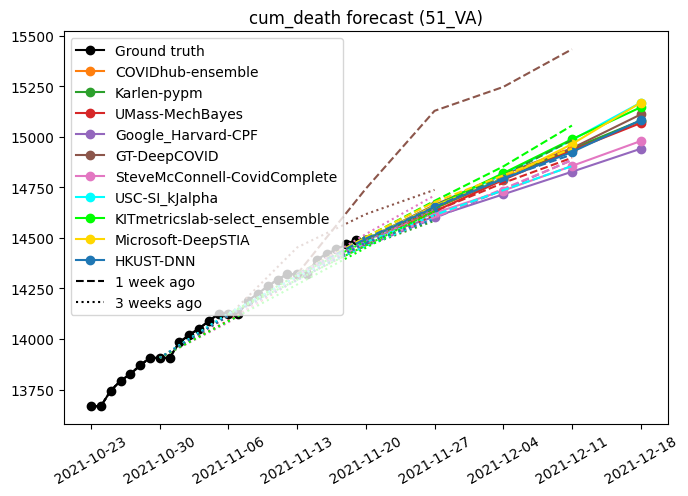 cum_death forecast (51_VA)
15500
15250
15000
14750
14500
14250
14000
13750
Ground truth
COVIDhub-ensemble
Karlen-pypm
UMass-MechBayes
Google_Harvard-CPF
GT-DeepCOVID
SteveMcConnell-CovidComplete
USC-SI_kJalpha
KITmetricslab-select_ensemble
Microsoft-DeepSTIA
HKUST-DNN
1 week ago
3 weeks ago
2021-10-23
2021-10-30
2021-11-06
2021-11-13
2021-11-20
2021-11-27
2021-12-04
2021-12-11
2021-12-18